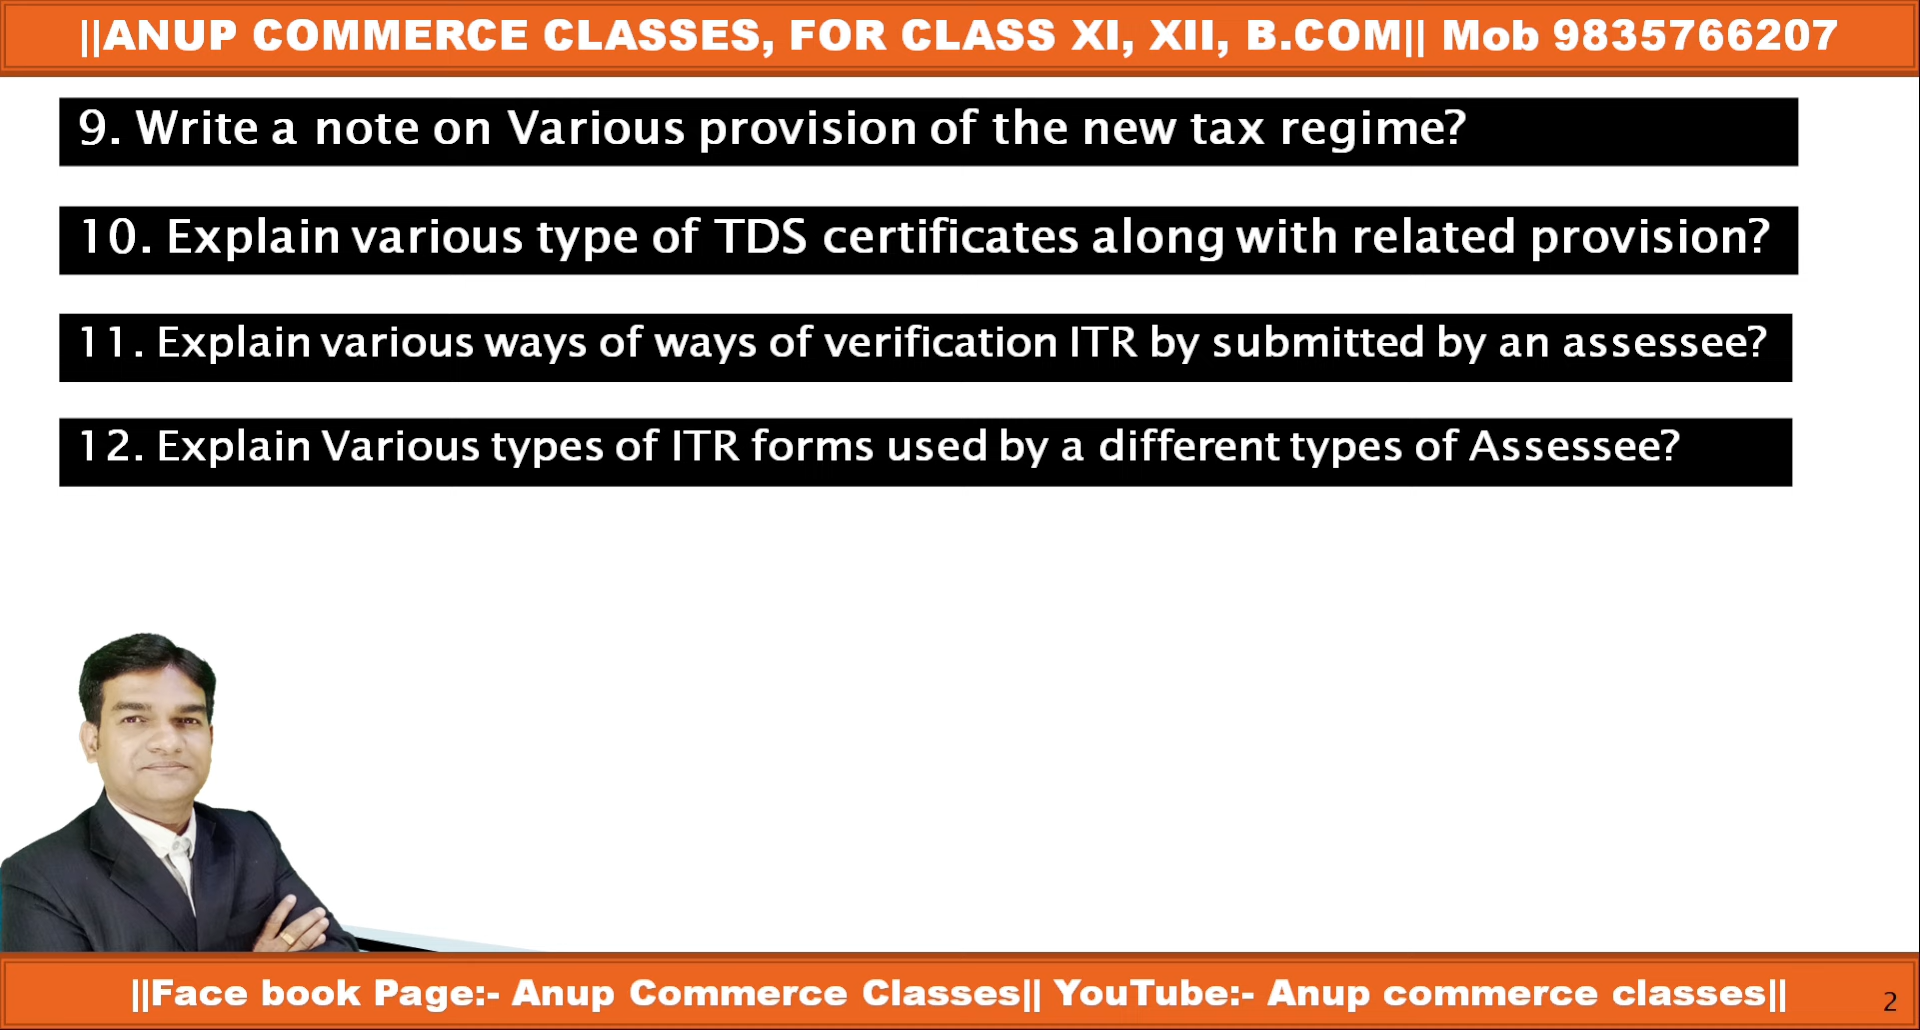 ||ANUP COMMERCE CLASSES, FOR CLASS XI, XII, B.COM|| Mob 9835766207
9. Write a note on Various provision of the new tax regime?
10. Explain various type of TDS certificates along with related provision?
11. Explain various ways of ways of verification ITR by submitted by an assessee?
12. Explain Various types of ITR forms used by a different types of Assessee?
||Face book Page:- Anup Commerce Classes|| YouTube:- Anup commerce classes||
2